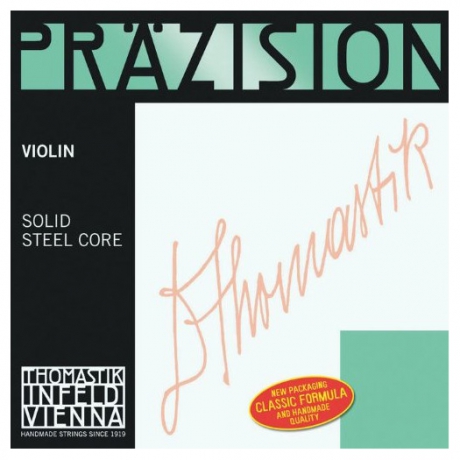 PRÄZISION
VIOLIN
SOLID
STEEL CORE
Thomastik
THOMASTIK
INFELD
VIENNA
HANDMADE STRINGS SINCE 1919
NEW PACKAGING
CLASSIC FORMULA
AND HANDMADE
QUALITY